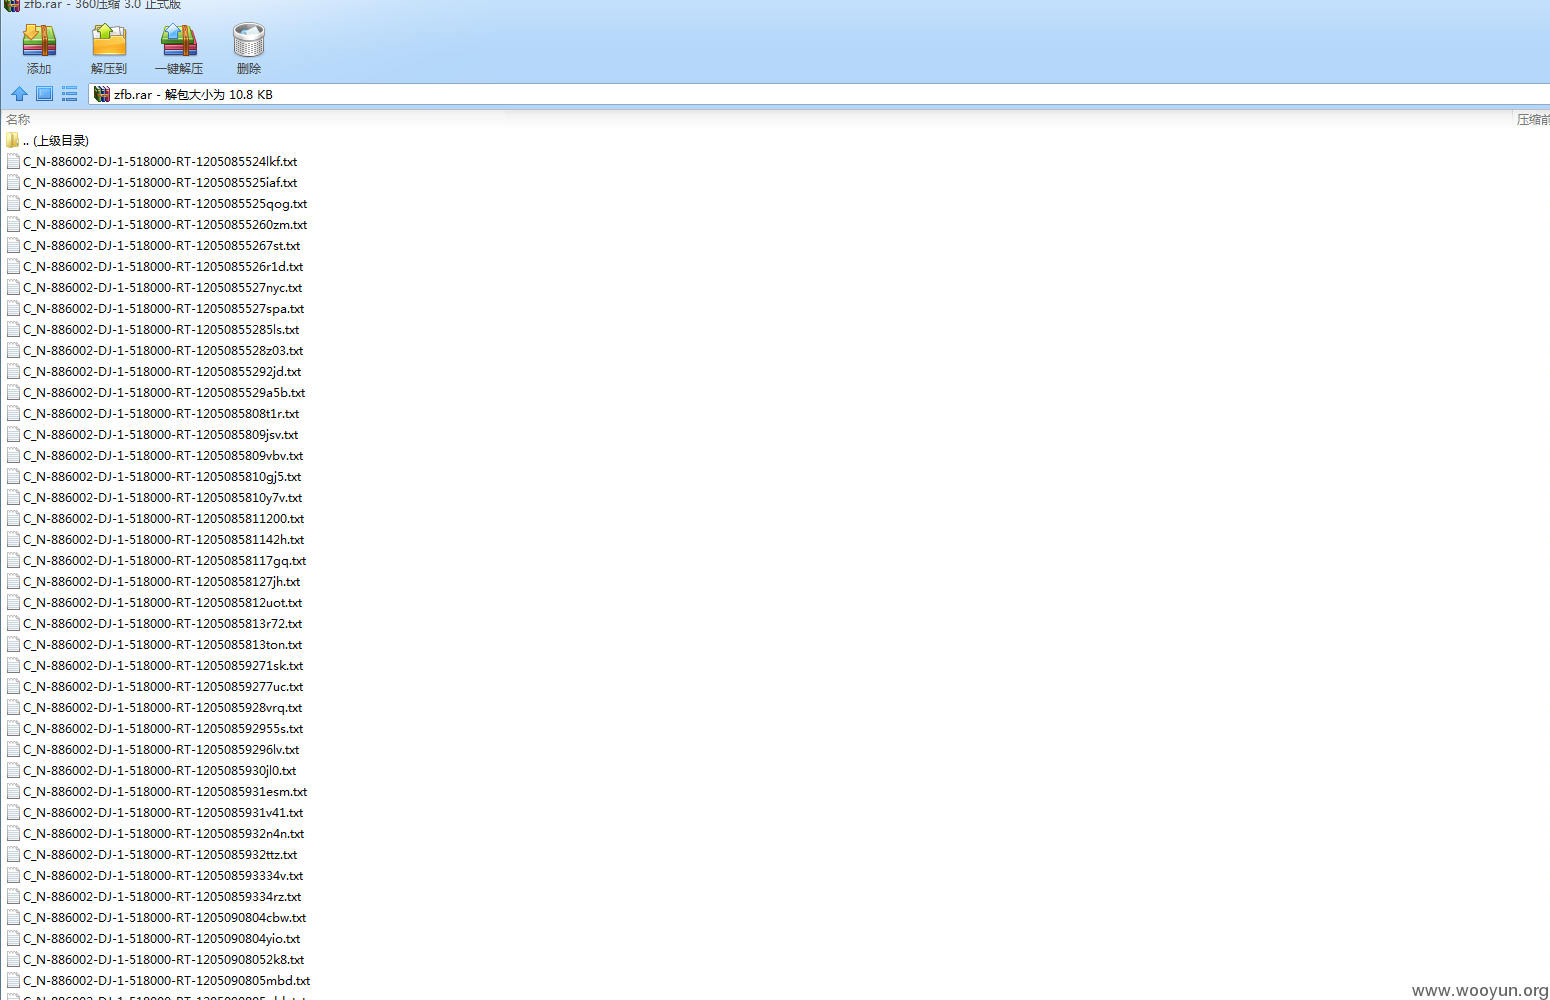 zfb.rar - 360压缩 3.0 正式版
添加 解压到 一键解压 删除
zfb.rar - 解包大小为 10.8 KB
名称 压缩前
.. (上级目录)
C_N-886002-DJ-1-518000-RT-1205085524lkf.txt
C_N-886002-DJ-1-518000-RT-1205085525iaf.txt
C_N-886002-DJ-1-518000-RT-1205085525qog.txt
C_N-886002-DJ-1-518000-RT-12050855260zm.txt
C_N-886002-DJ-1-518000-RT-12050855267st.txt
C_N-886002-DJ-1-518000-RT-1205085526r1d.txt
C_N-886002-DJ-1-518000-RT-1205085527nyc.txt
C_N-886002-DJ-1-518000-RT-1205085527spa.txt
C_N-886002-DJ-1-518000-RT-12050855285ls.txt
C_N-886002-DJ-1-518000-RT-1205085528z03.txt
C_N-886002-DJ-1-518000-RT-12050855292jd.txt
C_N-886002-DJ-1-518000-RT-1205085529a5b.txt
C_N-886002-DJ-1-518000-RT-1205085808t1r.txt
C_N-886002-DJ-1-518000-RT-1205085809jsv.txt
C_N-886002-DJ-1-518000-RT-1205085809vbv.txt
C_N-886002-DJ-1-518000-RT-1205085810gj5.txt
C_N-886002-DJ-1-518000-RT-1205085810y7v.txt
C_N-886002-DJ-1-518000-RT-1205085811200.txt
C_N-886002-DJ-1-518000-RT-120508581142h.txt
C_N-886002-DJ-1-518000-RT-12050858117gq.txt
C_N-886002-DJ-1-518000-RT-12050858127jh.txt
C_N-886002-DJ-1-518000-RT-1205085812uot.txt
C_N-886002-DJ-1-518000-RT-1205085813r72.txt
C_N-886002-DJ-1-518000-RT-1205085813ton.txt
C_N-886002-DJ-1-518000-RT-12050859271sk.txt
C_N-886002-DJ-1-518000-RT-12050859277uc.txt
C_N-886002-DJ-1-518000-RT-1205085928vrq.txt
C_N-886002-DJ-1-518000-RT-120508592955s.txt
C_N-886002-DJ-1-518000-RT-12050859296lv.txt
C_N-886002-DJ-1-518000-RT-1205085930jl0.txt
C_N-886002-DJ-1-518000-RT-1205085931esm.txt
C_N-886002-DJ-1-518000-RT-1205085931v41.txt
C_N-886002-DJ-1-518000-RT-1205085932n4n.txt
C_N-886002-DJ-1-518000-RT-1205085932ttz.txt
C_N-886002-DJ-1-518000-RT-120508593334v.txt
C_N-886002-DJ-1-518000-RT-12050859334rz.txt
C_N-886002-DJ-1-518000-RT-1205090804cbw.txt
C_N-886002-DJ-1-518000-RT-1205090804yio.txt
C_N-886002-DJ-1-518000-RT-12050908052k8.txt
C_N-886002-DJ-1-518000-RT-1205090805mbd.txt
www.wooyun.org